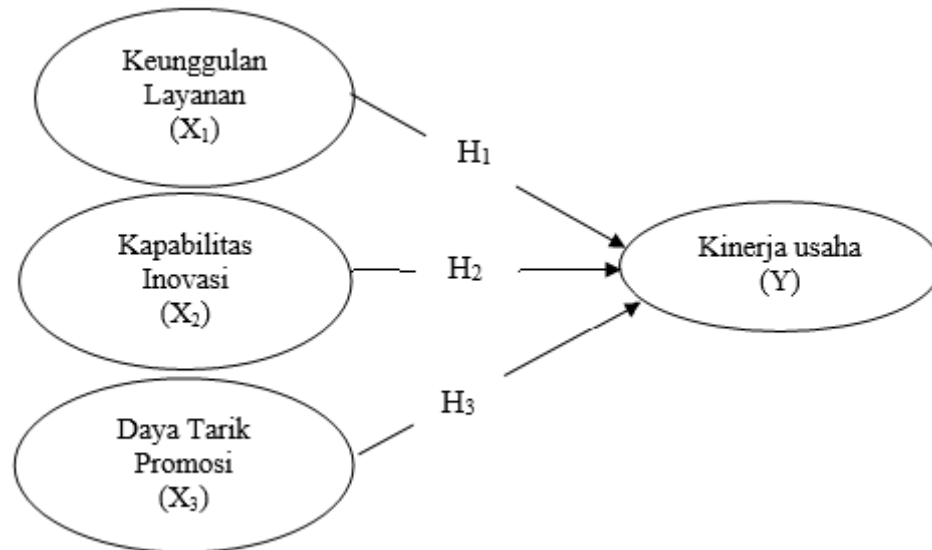 Keunggulan
Layanan
(X₁)
H₁
Kapabilitas
Inovasi
(X₂)
H₂
Kinerja usaha
(Y)
Daya Tarik
Promosi
(X₃)
H₃